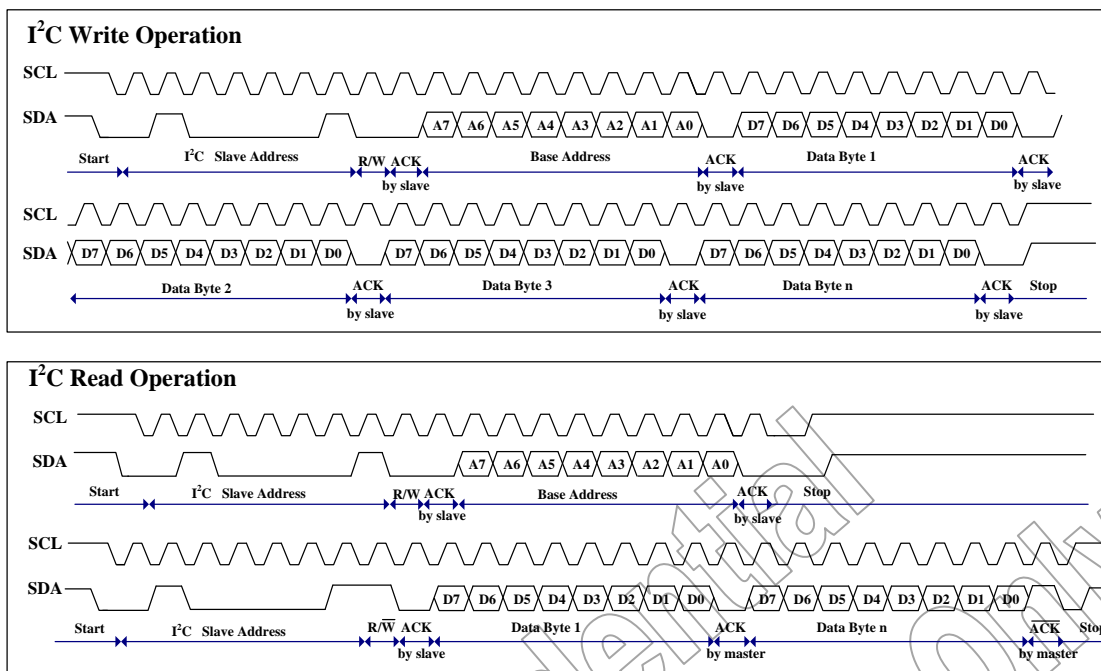 I²C Write Operation
SCL
SDA A7 A6 A5 A4 A3 A2 A1 A0 D7 D6 D5 D4 D3 D2 D1 D0
Start I²C Slave Address R/W ACK by slave Base Address ACK by slave Data Byte 1 ACK by slave
SCL
SDA D7 D6 D5 D4 D3 D2 D1 D0 D7 D6 D5 D4 D3 D2 D1 D0 D7 D6 D5 D4 D3 D2 D1 D0
Data Byte 2 ACK by slave Data Byte 3 ACK by slave Data Byte n ACK by slave Stop
I²C Read Operation
SCL
SDA A7 A6 A5 A4 A3 A2 A1 A0
Start I²C Slave Address R/W ACK by slave Base Address ACK by slave Stop
SCL
SDA D7 D6 D5 D4 D3 D2 D1 D0 D7 D6 D5 D4 D3 D2 D1 D0
Start I²C Slave Address R/W̅ ACK by slave Data Byte 1 ACK by master Data Byte n A̅C̅K̅ by master Stop